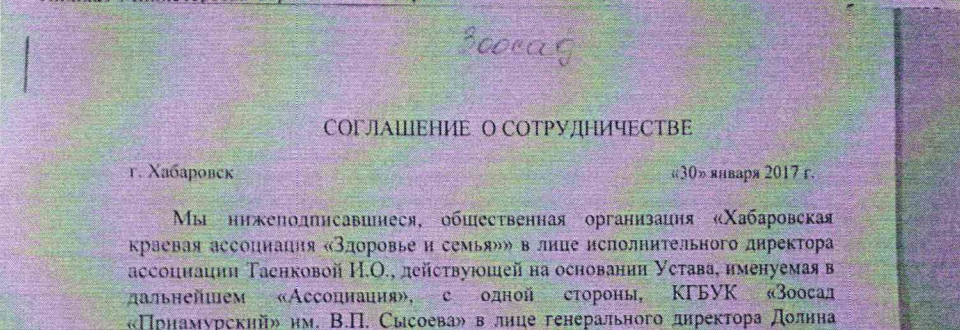 Зоосад
СОГЛАШЕНИЕ О СОТРУДНИЧЕСТВЕ
г. Хабаровск «30» января 2017 г.
Мы нижеподписавшиеся, общественная организация «Хабаровская
краевая ассоциация «Здоровье и семья»» в лице исполнительного директора
ассоциации Таенковой И.О., действующей на основании Устава, именуемая в
дальнейшем «Ассоциация», с одной стороны, КГБУК «Зоосад
«Приамурский» им. В.П. Сысоева» в лице генерального директора Долина